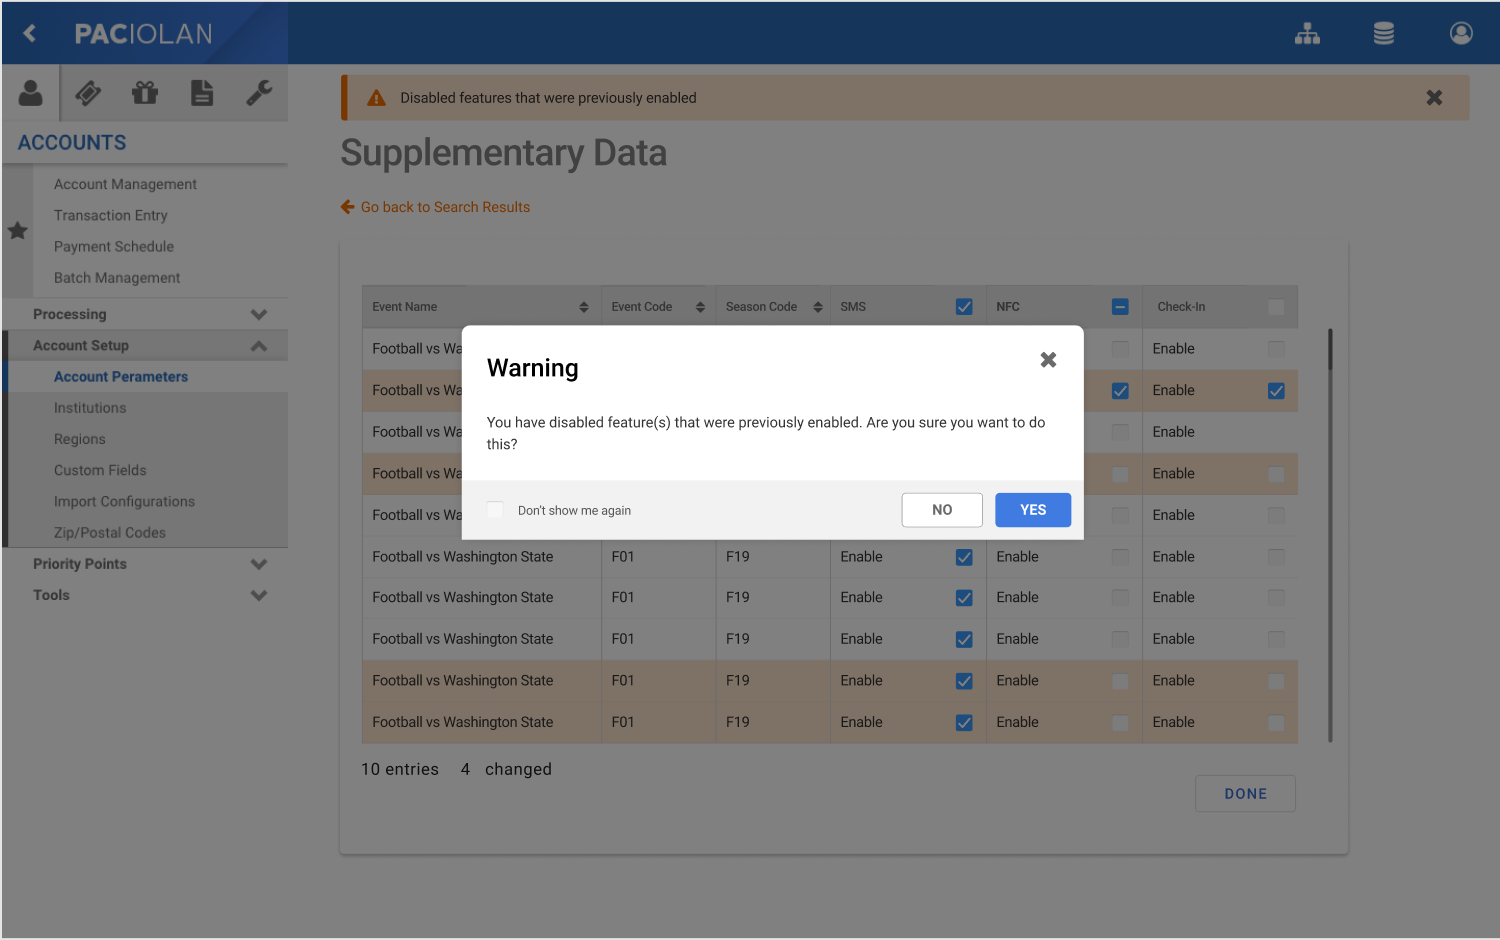 PACIOLAN
Disabled features that were previously enabled
ACCOUNTS
Supplementary Data
Account Management
Transaction Entry
Payment Schedule
Batch Management
Processing
Account Setup
Account Perameters
Institutions
Regions
Custom Fields
Import Configurations
Zip/Postal Codes
Priority Points
Tools
Go back to Search Results
Event Name Event Code Season Code SMS NFC Check-In
Football vs Wa Enable
Football vs Wa Enable
Football vs Wa Enable
Football vs Wa Enable
Football vs Wa Enable
Warning
You have disabled feature(s) that were previously enabled. Are you sure you want to do
this?
Don't show me again NO YES
Football vs Washington State F01 F19 Enable Enable Enable
Football vs Washington State F01 F19 Enable Enable Enable
Football vs Washington State F01 F19 Enable Enable Enable
Football vs Washington State F01 F19 Enable Enable Enable
Football vs Washington State F01 F19 Enable Enable Enable
10 entries 4 changed
DONE